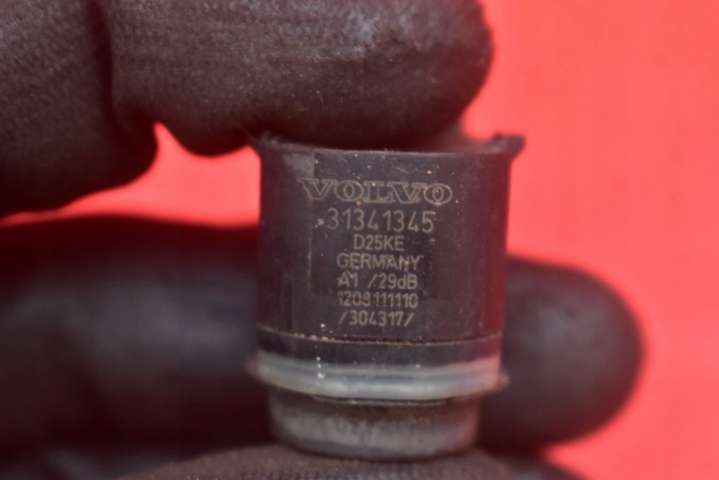 VOLVO
31341345
D25KE
GERMANY
A1 /29dB
1208111110
/304317/